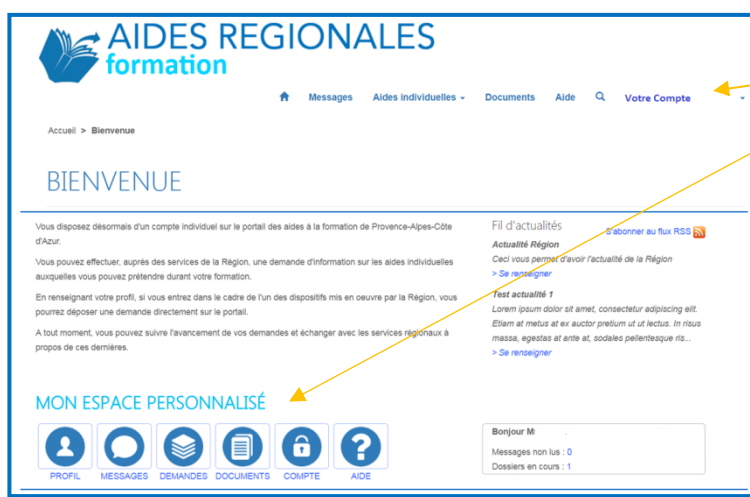 AIDES REGIONALES
formation
Messages Aides individuelles Documents Aide Votre Compte
Accueil > Bienvenue
BIENVENUE
Vous disposez désormais d'un compte individuel sur le portail des aides à la formation de Provence-Alpes-Côte
d'Azur.
Vous pouvez effectuer, auprès des services de la Région, une demande d'information sur les aides individuelles
auxquelles vous pouvez prétendre durant votre formation.
En renseignant votre profil, si vous entrez dans le cadre de l'un des dispositifs mis en oeuvre par la Région, vous
pourrez déposer une demande directement sur le portail.
A tout moment, vous pouvez suivre l'avancement de vos demandes et échanger avec les services régionaux à
propos de ces dernières.
Fil d'actualités
S'abonner au flux RSS
Actualité Région
Ceci vous permet d'avoir l'actualité de la Région
> Se renseigner
Test actualité 1
Lorem ipsum dolor sit amet, consectetur adipiscing elit.
Etiam at metus at ex auctor pretium ut ut lectus. In risus
massa, egestas at ante at, sodales pellentesque ris...
> Se renseigner
MON ESPACE PERSONNALISÉ
PROFIL MESSAGES DEMANDES DOCUMENTS COMPTE AIDE
Bonjour M
Messages non lus : 0
Dossiers en cours : 1